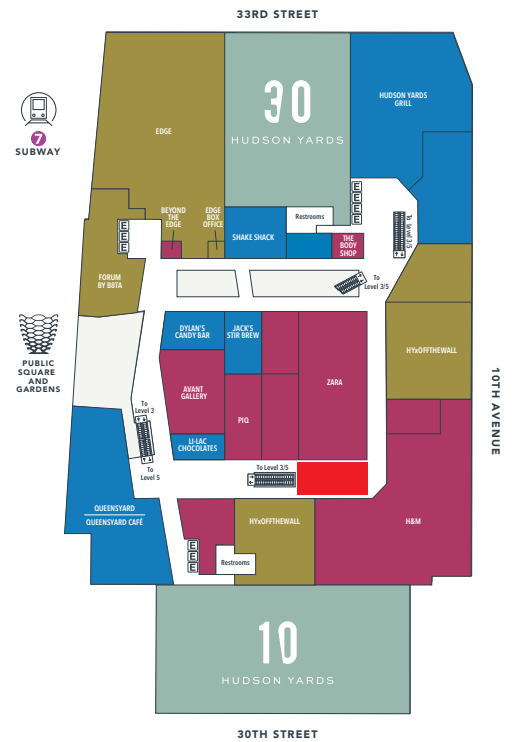 33RD STREET
30
HUDSON YARDS
HUDSON YARDS
GRILL
EDGE
7
SUBWAY
BEYOND
THE
EDGE
EDGE
BOX
OFFICE
E
E
E
SHAKE SHACK
Restrooms
E
E
E
E
THE
BODY
SHOP
To level 3/5
FORUM
BY B8TA
To
Level 3/5
PUBLIC
SQUARE
AND
GARDENS
DYLAN'S
CANDY BAR
JACK'S
STIR BREW
HYxOFFTHEWALL
AVANT
GALLERY
ZARA
10TH AVENUE
To
Level 3
PIQ
LI-LAC
CHOCOLATES
To
Level 5
To Level 3/5
QUEENSYARD
QUEENSYARD CAFÉ
HYxOFFTHEWALL
H&M
E
E
E
Restrooms
10
HUDSON YARDS
30TH STREET